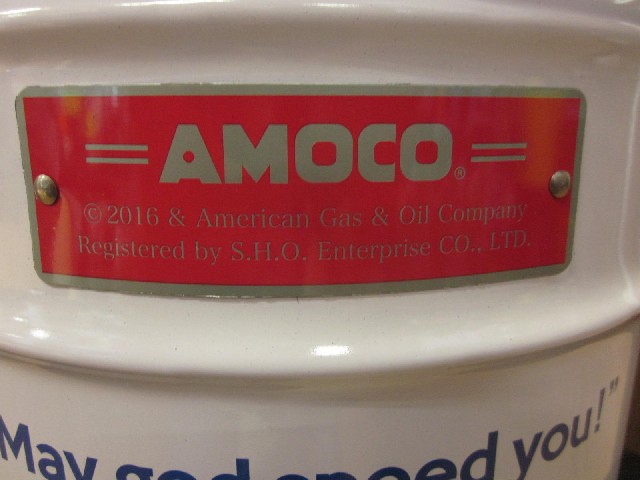 AMOCO®
© 2016 & American Gas & Oil Company
Registered by S.H.O. Enterprise CO., LTD.
May god speed you!”